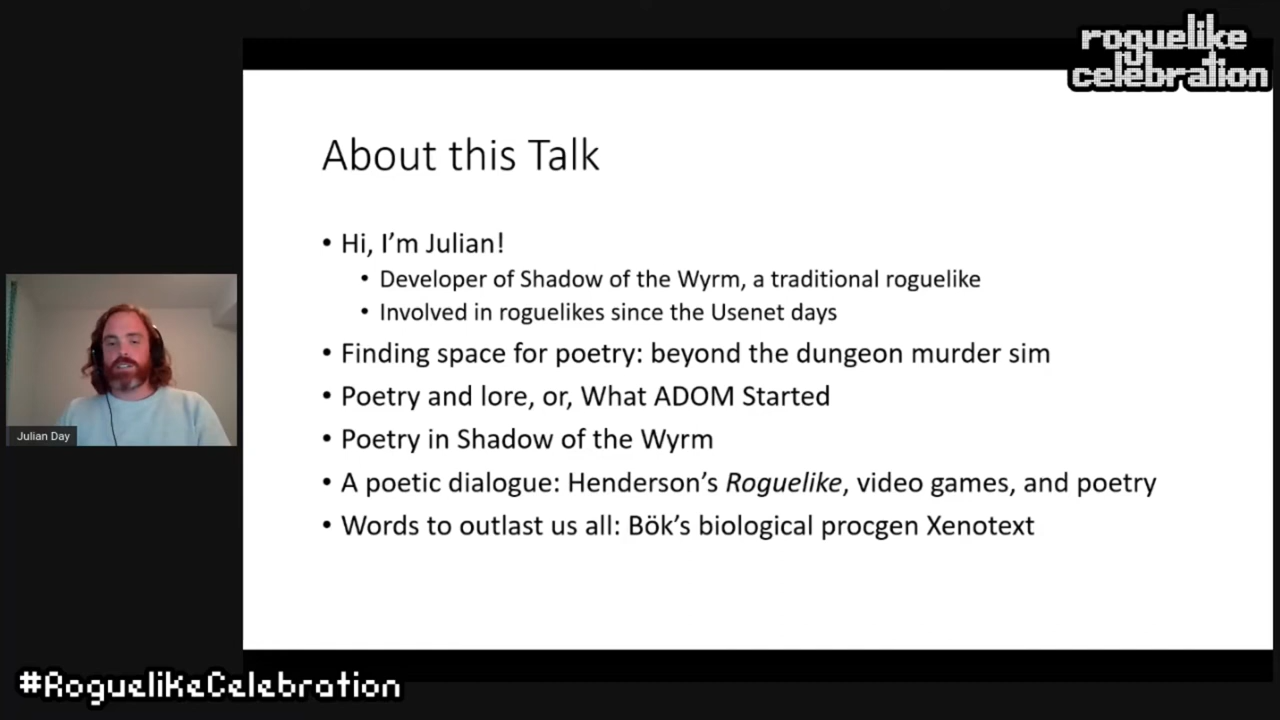 roguelike
celebration
About this Talk
• Hi, I'm Julian!
• Developer of Shadow of the Wyrm, a traditional roguelike
• Involved in roguelikes since the Usenet days
• Finding space for poetry: beyond the dungeon murder sim
• Poetry and lore, or, What ADOM Started
• Poetry in Shadow of the Wyrm
• A poetic dialogue: Henderson's Roguelike, video games, and poetry
• Words to outlast us all: Bök's biological procgen Xenotext
Julian Day
#RoguelikeCelebration